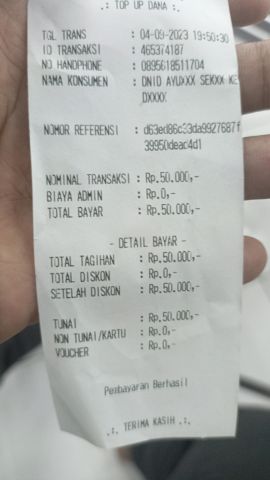 .: TOP UP DANA :.
TGL TRANS : 04-09-2023 19:50:30
ID TRANSAKSI : 465374187
NO HANDPHONE : 0895618511704
NAMA KONSUMEN : DNID AYUXXX SEKXX KE
DXXXX
NOMOR REFERENSI : d63ed86c33da9927687f
39950deac4d1
NOMINAL TRANSAKSI : Rp.50.000,-
BIAYA ADMIN : Rp.0,-
TOTAL BAYAR : Rp.50.000,-
- DETAIL BAYAR -
TOTAL TAGIHAN : Rp.50.000,-
TOTAL DISKON : Rp.0,-
SETELAH DISKON : Rp.50.000,-
TUNAI : Rp.50.000,-
NON TUNAI/KARTU : Rp.0,-
VOUCHER : Rp.0,-
Pembayaran Berhasil
.:. TERIMA KASIH .:.